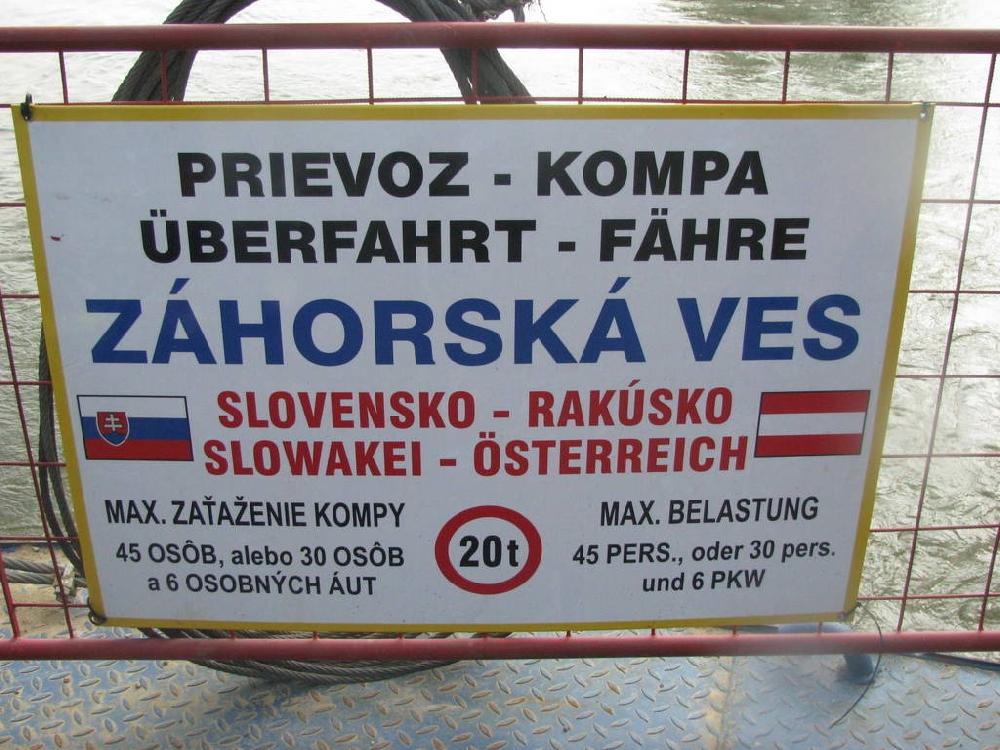 PRIEVOZ - KOMPA
ÜBERFAHRT - FÄHRE
ZÁHORSKÁ VES
SLOVENSKO - RAKÚSKO
SLOWAKEI - ÖSTERREICH
MAX. ZAŤAŽENIE KOMPY
45 OSÔB, alebo 30 OSÔB
a 6 OSOBNÝCH ÁUT
20t
MAX. BELASTUNG
45 PERS., oder 30 pers.
und 6 PKW